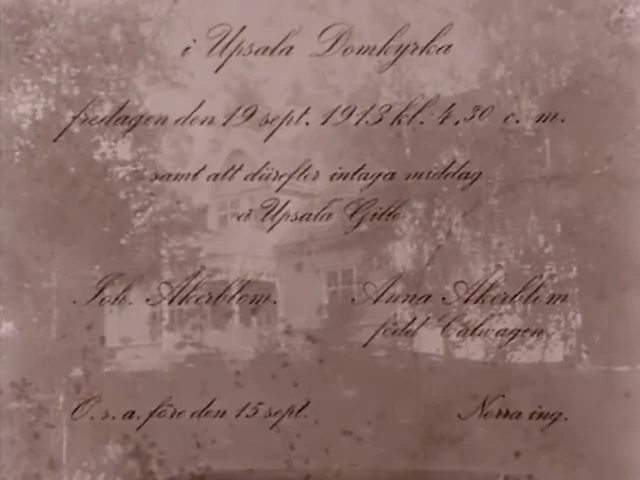 i Upsala Domkyrka
fredagen den 19 sept. 1913 kl. 4,30 e. m.
samt att därefter intaga middag
å Upsala Gille
Joh. Åkerblom. Anna Åkerblom
född Calwagen
O. s. a. före den 15 sept. Norra ing.